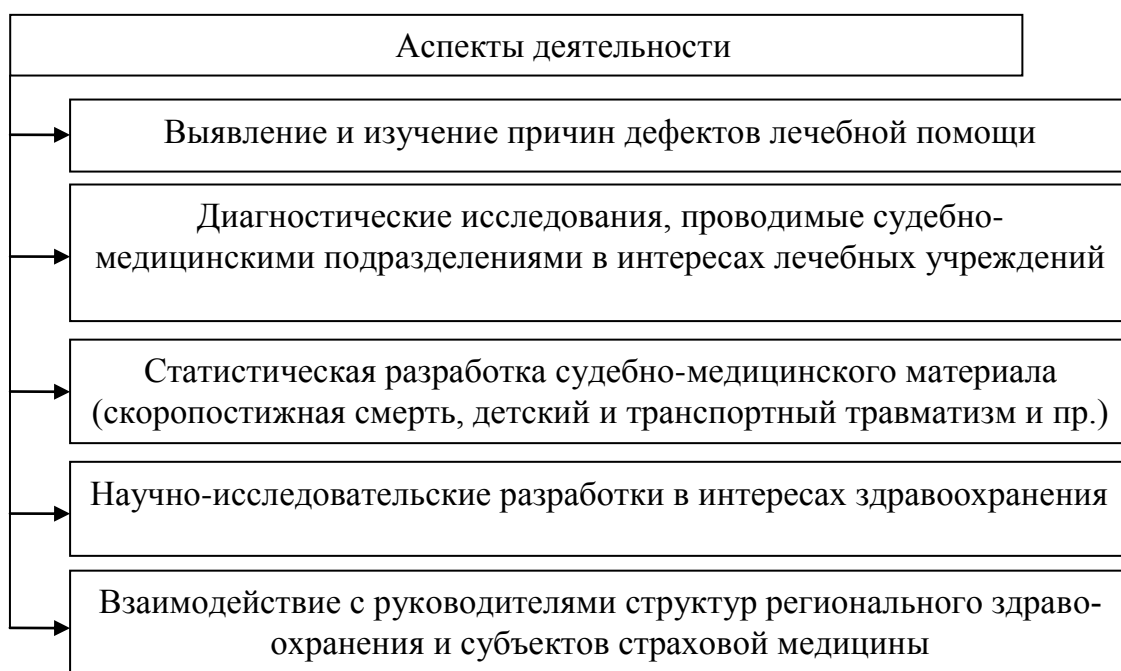 Аспекты деятельности
Выявление и изучение причин дефектов лечебной помощи
Диагностические исследования, проводимые судебно-
медицинскими подразделениями в интересах лечебных учреждений
Статистическая разработка судебно-медицинского материала
(скоропостижная смерть, детский и транспортный травматизм и пр.)
Научно-исследовательские разработки в интересах здравоохранения
Взаимодействие с руководителями структур регионального здраво-
охранения и субъектов страховой медицины